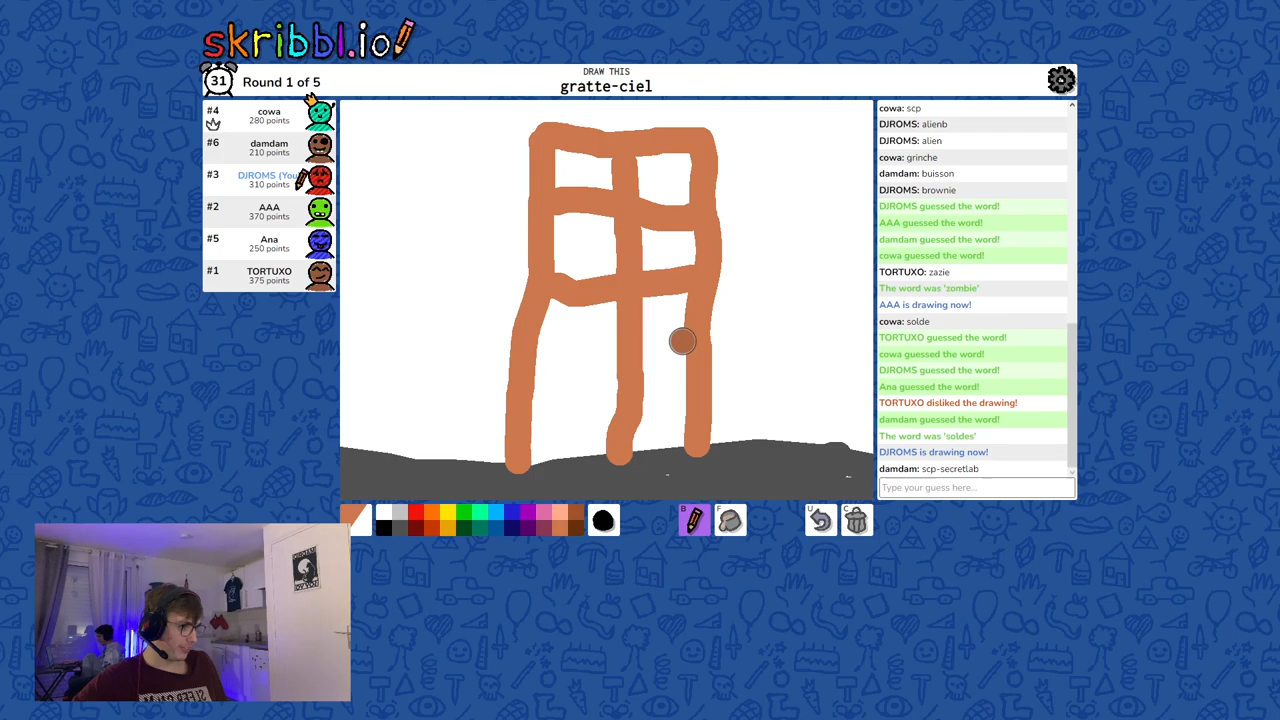 skribbl.io
31
Round 1 of 5
DRAW THIS
gratte-ciel
#4
cowa
280 points
#6
damdam
210 points
#3
DJROMS (You
310 points
#2
AAA
370 points
#5
Ana
250 points
#1
TORTUXO
375 points
cowa: scp
DJROMS: alienb
DJROMS: alien
cowa: grinche
damdam: buisson
DJROMS: brownie
DJROMS guessed the word!
AAA guessed the word!
damdam guessed the word!
cowa guessed the word!
TORTUXO: zazie
The word was 'zombie'
AAA is drawing now!
cowa: solde
TORTUXO guessed the word!
cowa guessed the word!
DJROMS guessed the word!
Ana guessed the word!
TORTUXO disliked the drawing!
damdam guessed the word!
The word was 'soldes'
DJROMS is drawing now!
damdam: scp-secretlab
Type your guess here...
B
F
U
C